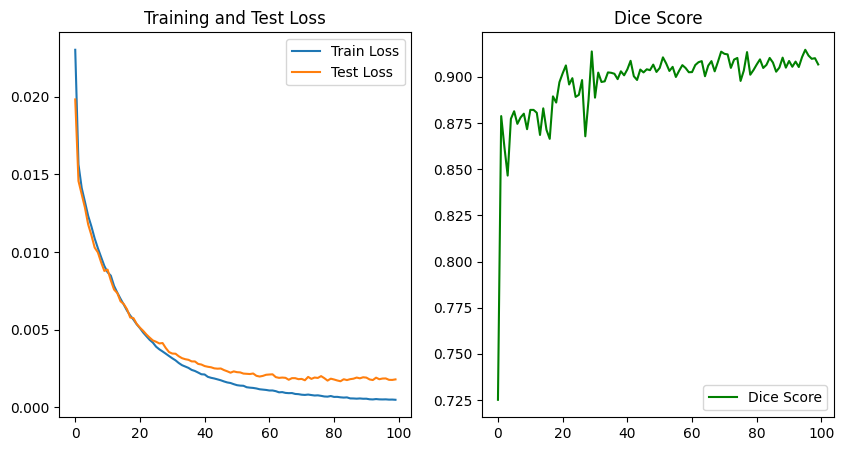 Training and Test Loss
Train Loss
Test Loss
0.020
0.015
0.010
0.005
0.000
0 20 40 60 80 100
Dice Score
0.900
0.875
0.850
0.825
0.800
0.775
0.750
0.725
Dice Score
0 20 40 60 80 100